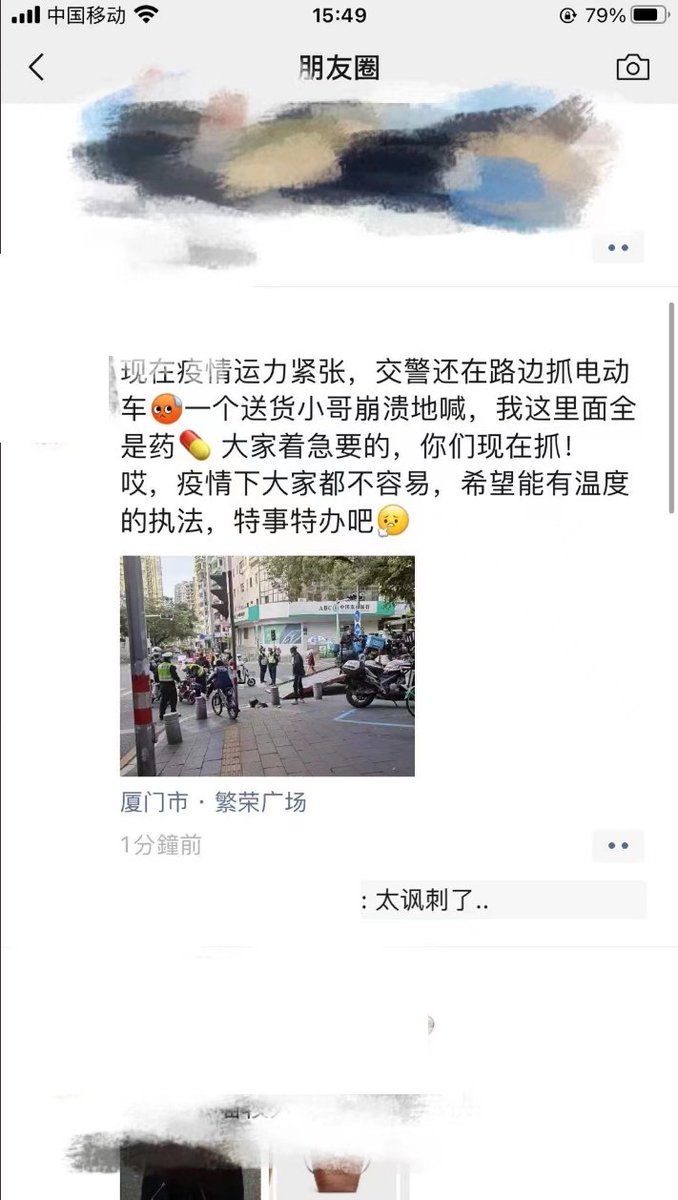 中国移动
15:49
79%
朋友圈
现在疫情运力紧张，交警还在路边抓电动
车🥵一个送货小哥崩溃地喊，我这里面全
是药💊 大家着急要的，你们现在抓！
哎，疫情下大家都不容易，希望能有温度
的执法，特事特办吧😮‍💨
ABC 中国农业银行
厦门市 · 繁荣广场
1分鐘前
: 太讽刺了..